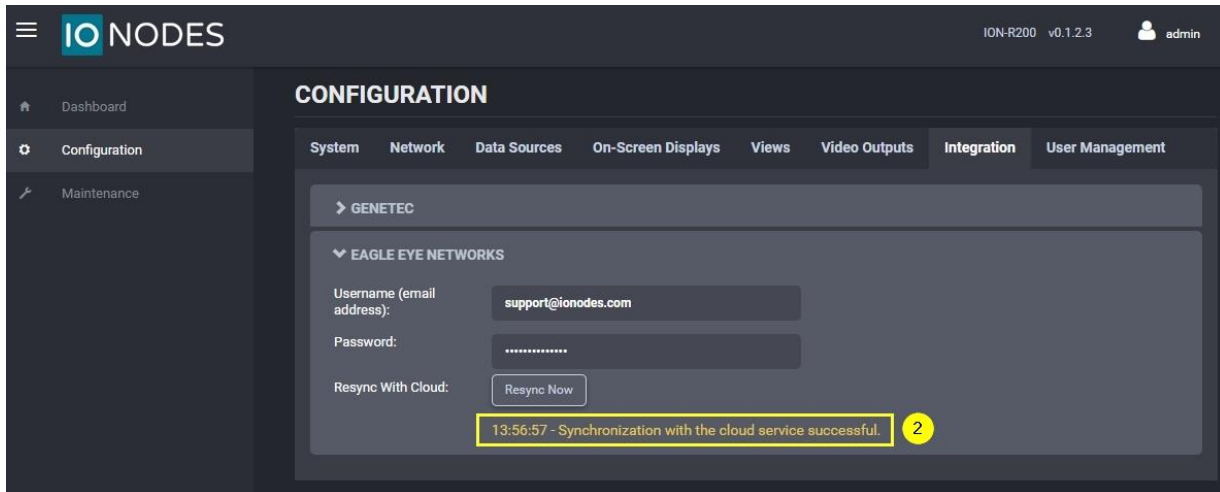 IONODES
ION-R200 v0.1.2.3 admin
Dashboard
Configuration
Maintenance
CONFIGURATION
System Network Data Sources On-Screen Displays Views Video Outputs Integration User Management
GENETEC
EAGLE EYE NETWORKS
Username (email
address):
support@ionodes.com
Password:
••••••••••••••
Resync With Cloud:
Resync Now
13:56:57 - Synchronization with the cloud service successful.
2